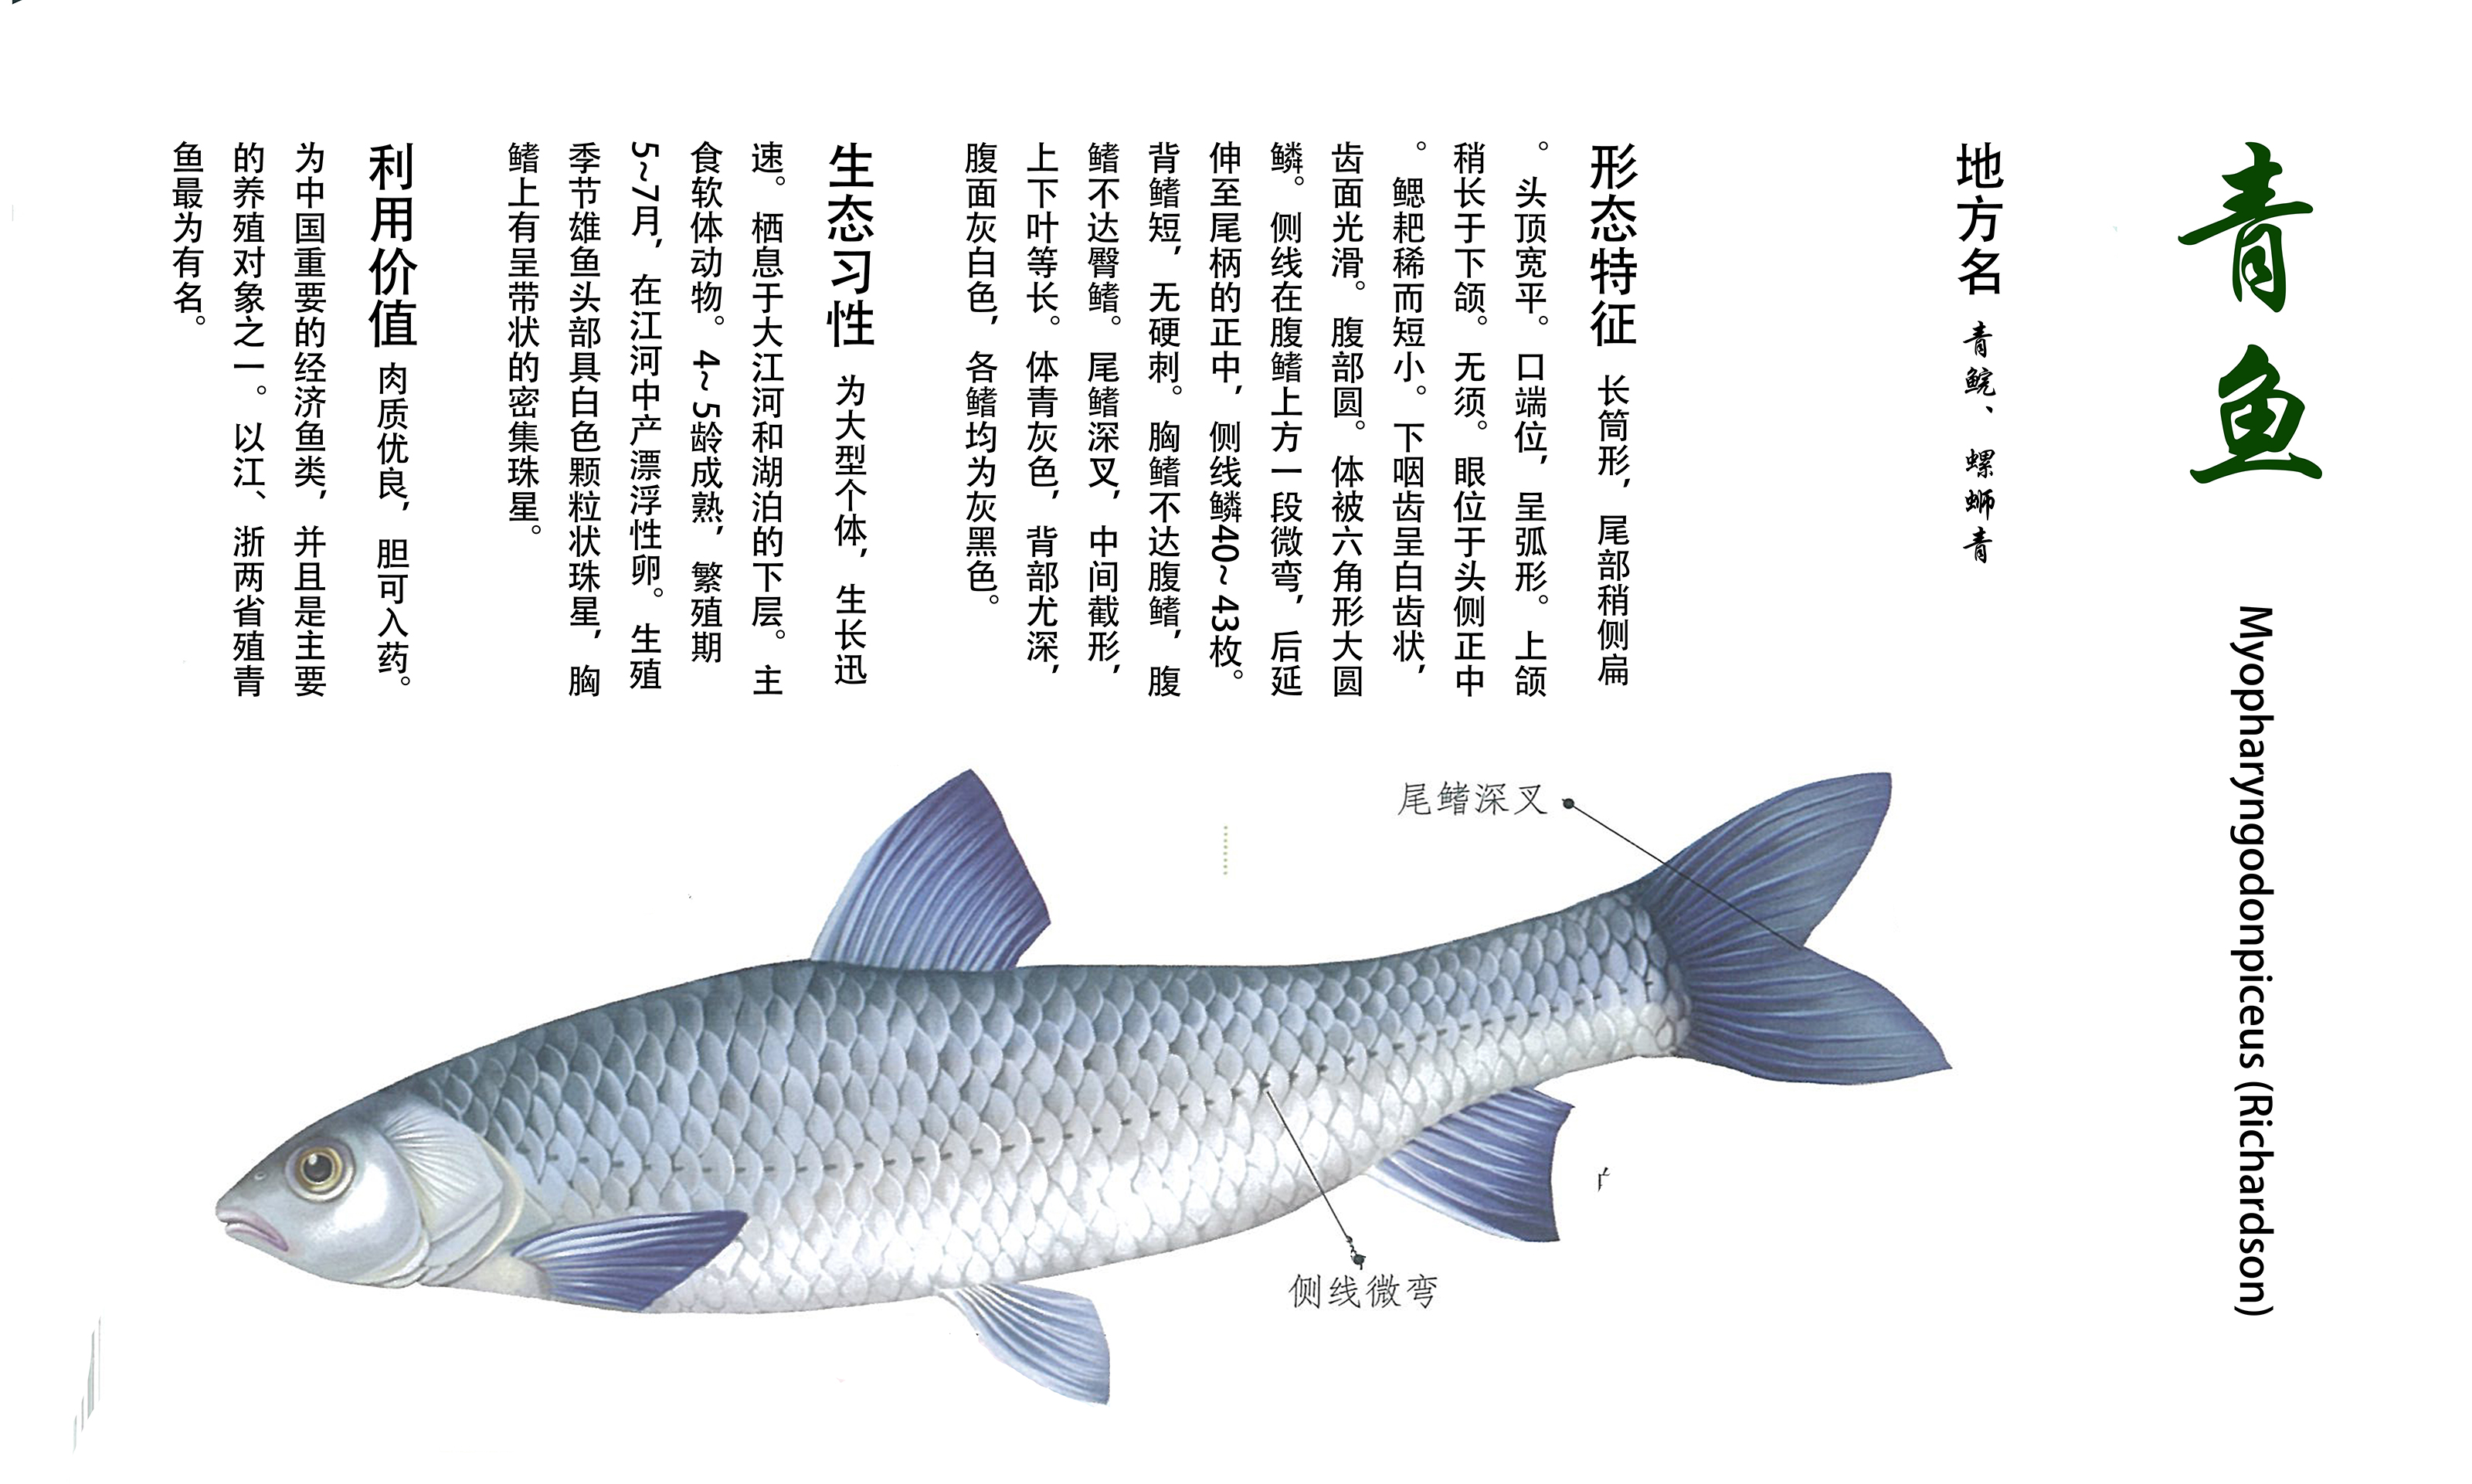 青鱼 Myopharyngodonpiceus (Richardson)
地方名 青鲩、螺蛳青
形态特征 长筒形，尾部稍侧扁
。头顶宽平。口端位，呈弧形。上颌
稍长于下颌。无须。眼位于头侧正中
。鳃耙稀而短小。下咽齿呈白齿状，
齿面光滑。腹部圆。体被六角形大圆
鳞。侧线在腹鳍上方一段微弯，后延
伸至尾柄的正中，侧线鳞40~43枚。
背鳍短，无硬刺。胸鳍不达腹鳍，腹
鳍不达臀鳍。尾鳍深叉，中间截形，
上下叶等长。体青灰色，背部尤深，
腹面灰白色，各鳍均为灰黑色。
生态习性 为大型个体，生长迅
速。栖息于大江河和湖泊的下层。主
食软体动物。4~5龄成熟，繁殖期
5~7月，在江河中产漂浮性卵。生殖
季节雄鱼头部具白色颗粒状珠星，胸
鳍上有呈带状的密集珠星。
利用价值 肉质优良，胆可入药。
为中国重要的经济鱼类，并且是主要
的养殖对象之一。以江、浙两省殖青
鱼最为有名。
尾鳍深叉
侧线微弯